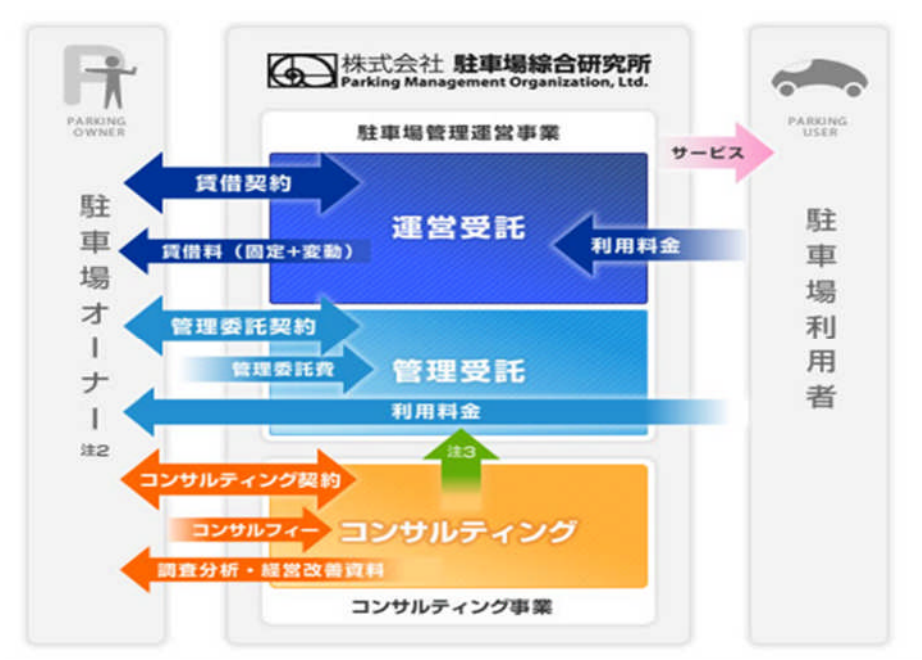 P
PARKING
OWNER
駐車場オーナー
注2
株式会社 駐車場綜合研究所
Parking Management Organization, Ltd.
駐車場管理運営事業
賃借契約
運営受託
賃借料（固定+変動）
利用料金
管理委託契約
管理委託費
管理受託
利用料金
注3
コンサルティング契約
コンサルフィー
コンサルティング
調査分析・経営改善資料
コンサルティング事業
サービス
PARKING
USER
駐車場利用者